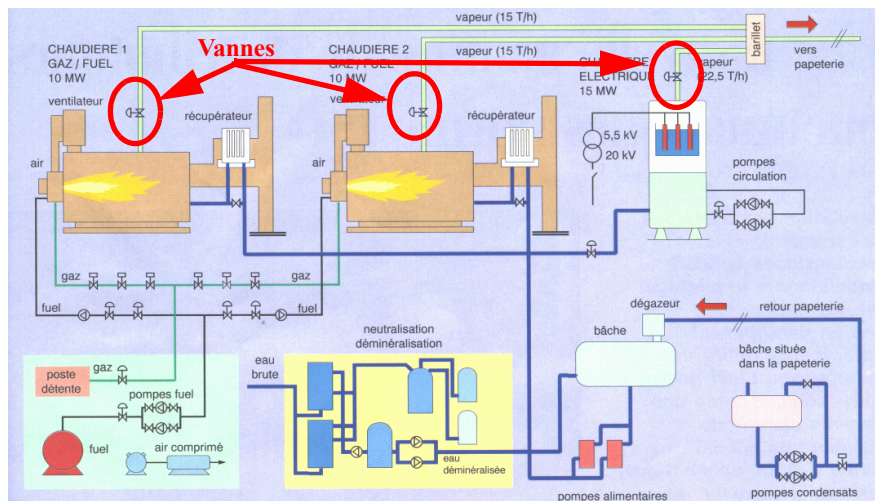 vapeur (15 T/h)
vapeur (15 T/h)
barillet
vers
papeterie
CHAUDIERE 1
GAZ / FUEL
10 MW
Vannes
CHAUDIERE 2
GAZ / FUEL
10 MW
ELECTRIQUE
15 MW
vapeur
(22,5 T/h)
ventilateur
récupérateur
air
récupérateur
air
5,5 kV
20 kV
pompes
circulation
gaz
gaz
fuel
fuel
neutralisation
déminéralisation
dégazeur
retour papeterie
bâche
bâche située
dans la papeterie
eau
brute
poste
détente
gaz
pompes fuel
fuel
air comprimé
eau
déminéralisée
pompes alimentaires
pompes condensats